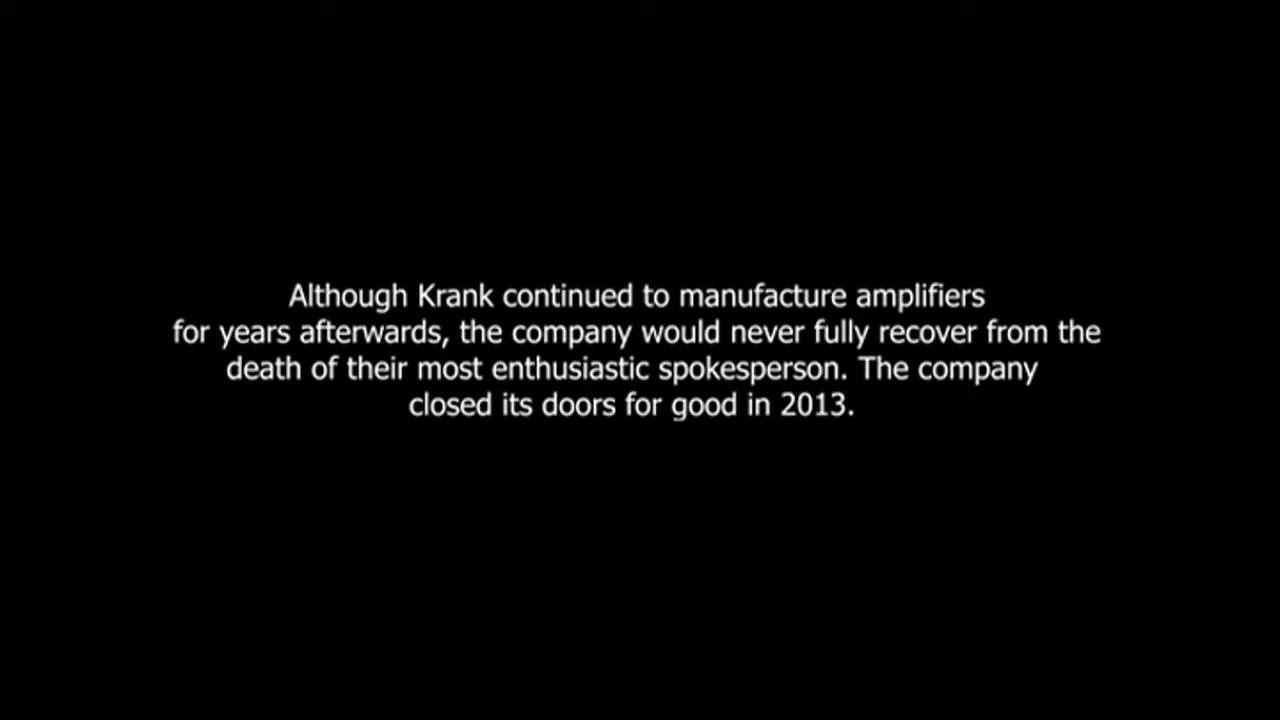 Although Krank continued to manufacture amplifiers
for years afterwards, the company would never fully recover from the
death of their most enthusiastic spokesperson. The company
closed its doors for good in 2013.